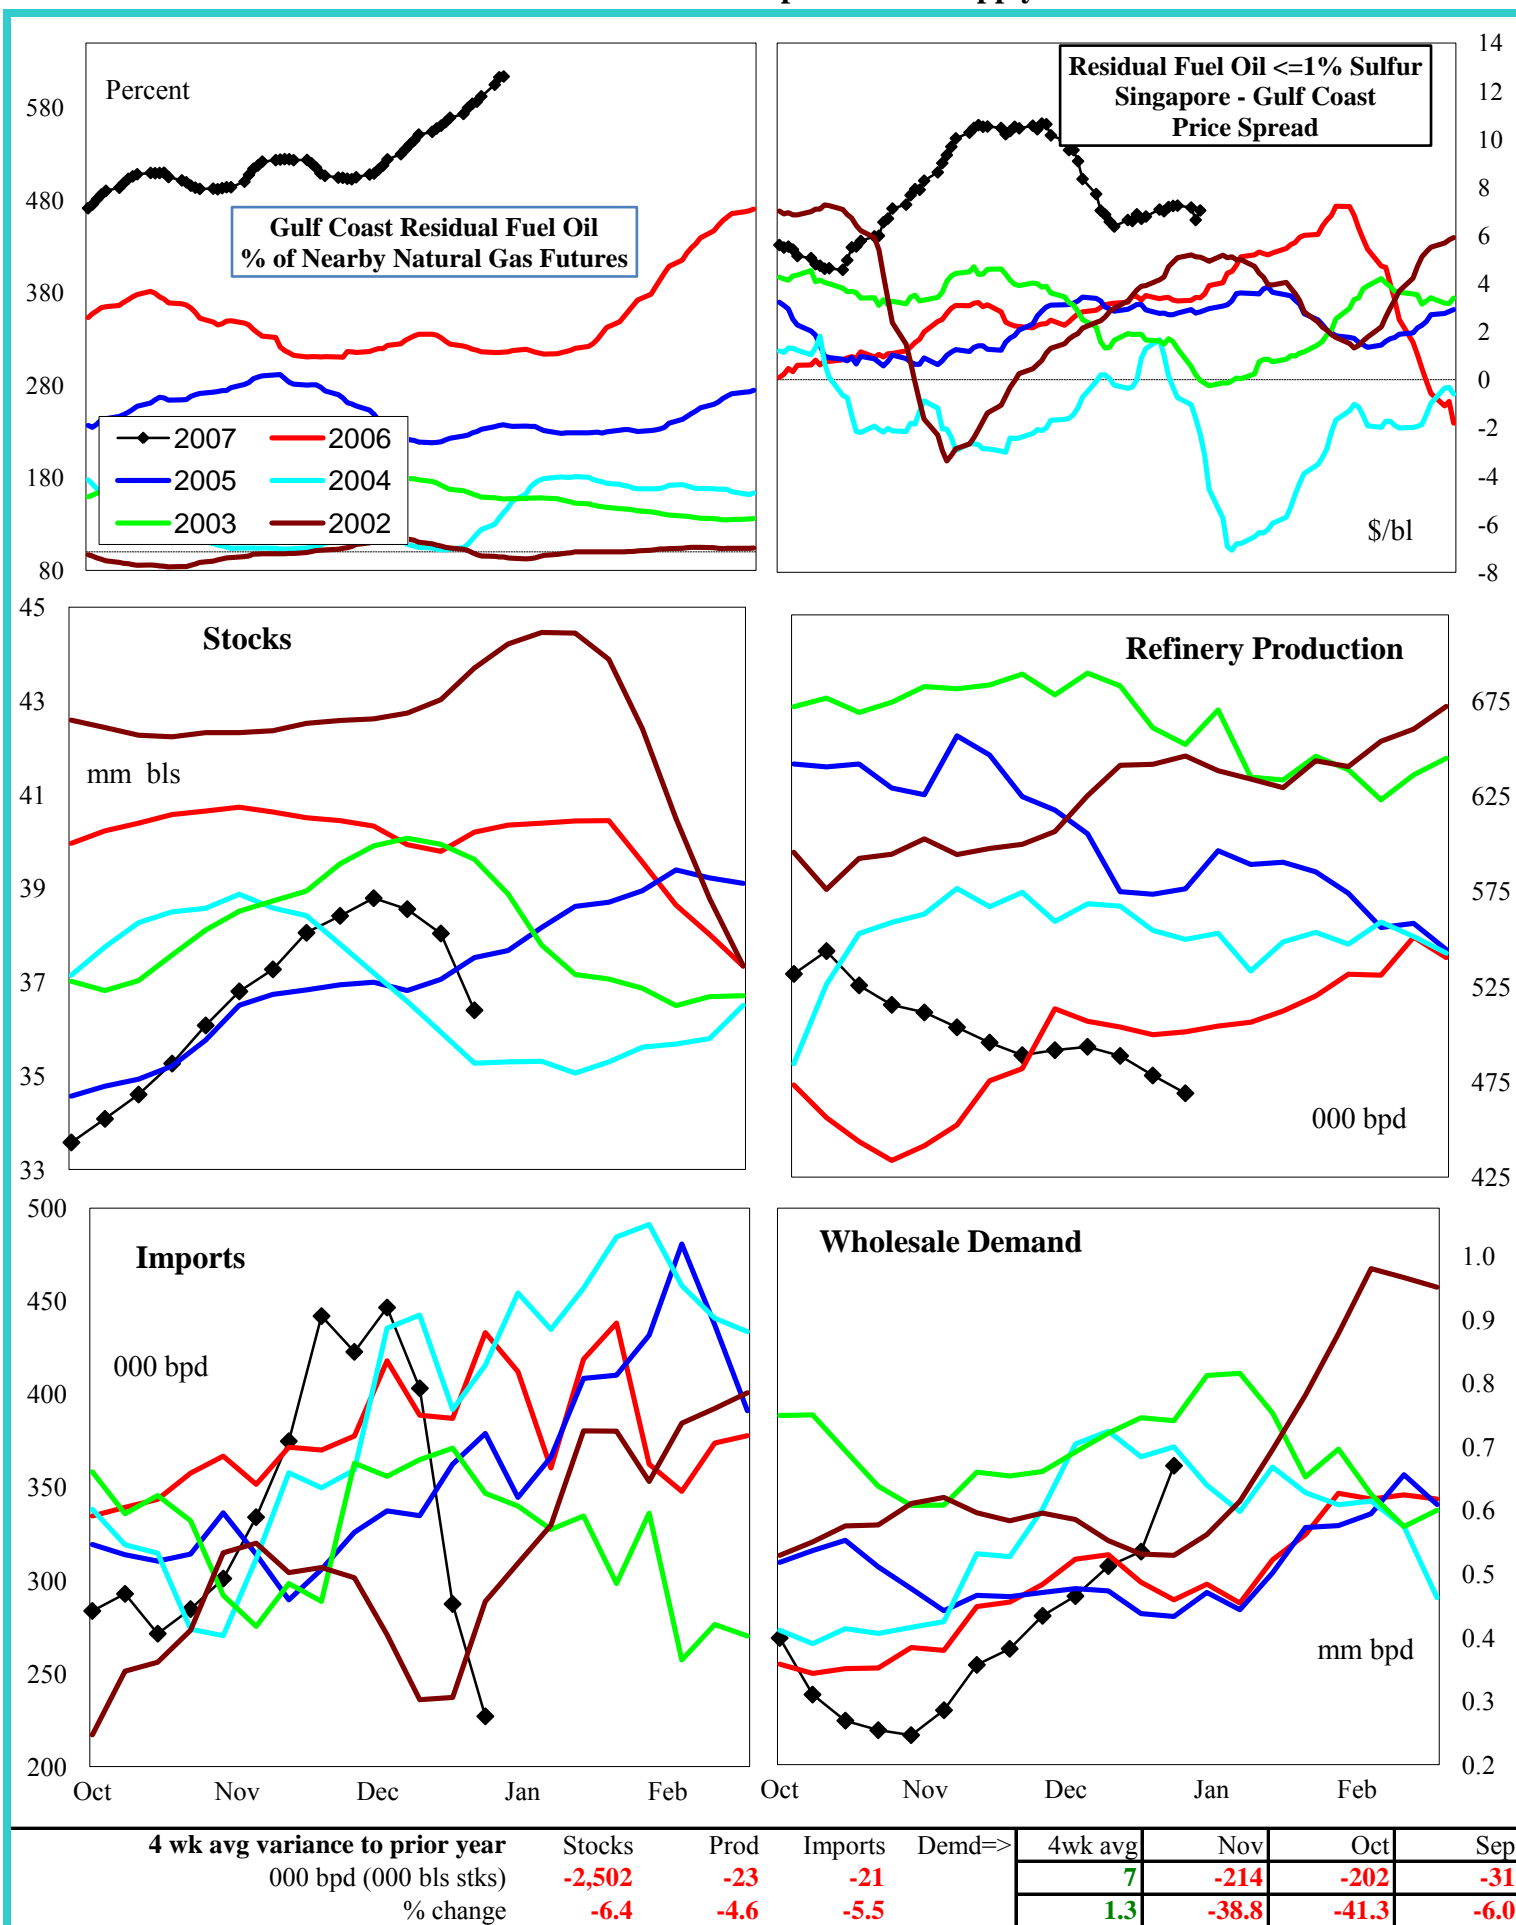 Percent
580
480
380
280
180
80
Gulf Coast Residual Fuel Oil
% of Nearby Natural Gas Futures
2007 2006
2005 2004
2003 2002
Residual Fuel Oil <=1% Sulfur
Singapore - Gulf Coast
Price Spread
14
12
10
8
6
4
2
0
-2
-4
-6
-8
$/bl
Stocks
mm bls
45
43
41
39
37
35
33
Refinery Production
675
625
575
525
475
425
000 bpd
Imports
000 bpd
500
450
400
350
300
250
200
Oct Nov Dec Jan Feb
Wholesale Demand
1.0
0.9
0.8
0.7
0.6
0.5
0.4
0.3
0.2
mm bpd
Oct Nov Dec Jan Feb
4 wk avg variance to prior year Stocks Prod Imports Demd=> 4wk avg Nov Oct Sep
000 bpd (000 bls stks) -2,502 -23 -21 7 -214 -202 -31
% change -6.4 -4.6 -5.5 1.3 -38.8 -41.3 -6.0